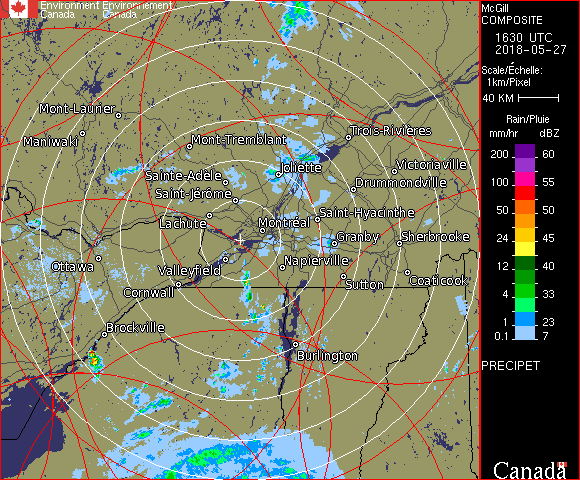 Environment Environnement
Canada Canada
McGill
COMPOSITE
1630 UTC
2018-05-27
Scale/Échelle:
1km/Pixel
40 KM
Rain/Pluie
mm/hr dBZ
200 60
150 57
100 55
50 50
24 45
12 40
4 33
1 23
0.1 7
PRECIPET
Canada
Mont-Laurier
Maniwaki
Mont-Tremblant
Trois-Rivières
Sainte-Adèle
Joliette
Victoriaville
Saint-Jérôme
Drummondville
Lachute
Montréal
Saint-Hyacinthe
Granby
Sherbrooke
Ottawa
Valleyfield
Napierville
Cornwall
Sutton
Coaticook
Brockville
Burlington